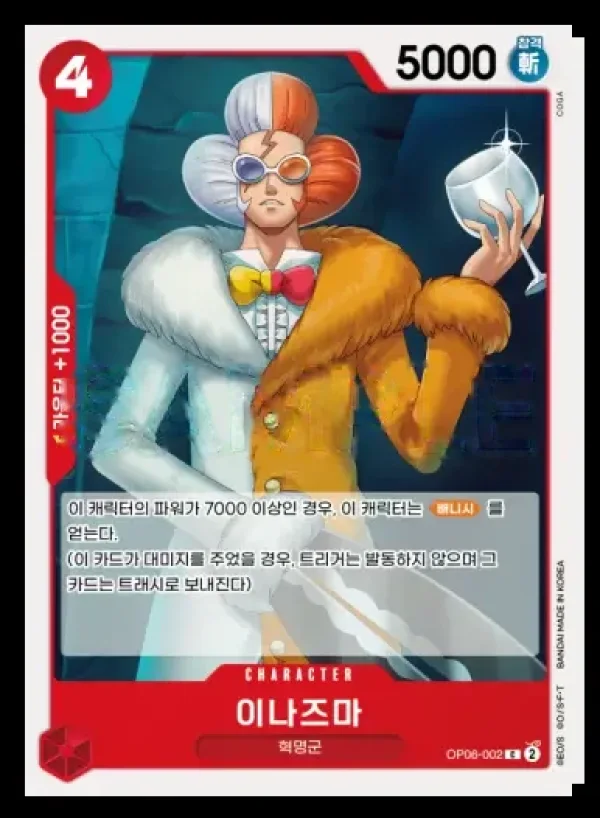 4
5000
참격
斬
COGA
카운터 +1000
이 캐릭터의 파워가 7000 이상인 경우, 이 캐릭터는 배니시 를
얻는다.
(이 카드가 대미지를 주었을 경우, 트리거는 발동하지 않으며 그
카드는 트래시로 보내진다)
CHARACTER
이나즈마
혁명군
OP06-002 C 2
©EO/S ©O/S·F·T BANDAI MADE IN KOREA